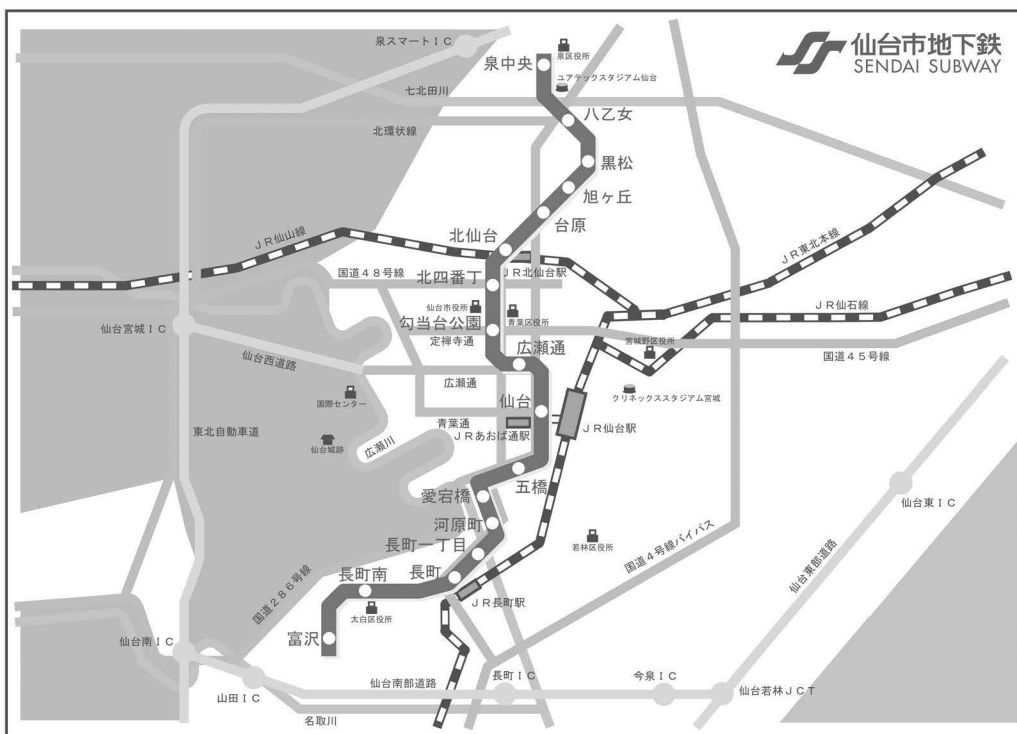 泉スマートＩＣ
泉中央
泉区役所
ユアテックスタジアム仙台
仙台市地下鉄
SENDAI SUBWAY
七北田川
八乙女
北環状線
黒松
旭ヶ丘
台原
ＪＲ仙山線
北仙台
ＪＲ東北本線
国道４８号線
北四番丁
ＪＲ北仙台駅
ＪＲ仙石線
仙台市役所
青葉区役所
仙台宮城ＩＣ
勾当台公園
定禅寺通
広瀬通
宮城野区役所
国道４５号線
仙台西道路
広瀬通
国際センター
仙台
クリネックススタジアム宮城
青葉通
ＪＲあおば通駅
ＪＲ仙台駅
東北自動車道
仙台城跡
広瀬川
五橋
愛宕橋
仙台東ＩＣ
河原町
長町一丁目
若林区役所
国道４号線バイパス
仙台東部道路
国道２８６号線
長町南
長町
ＪＲ長町駅
太白区役所
富沢
仙台南ＩＣ
山田ＩＣ
仙台南部道路
長町ＩＣ
今泉ＩＣ
仙台若林ＪＣＴ
名取川